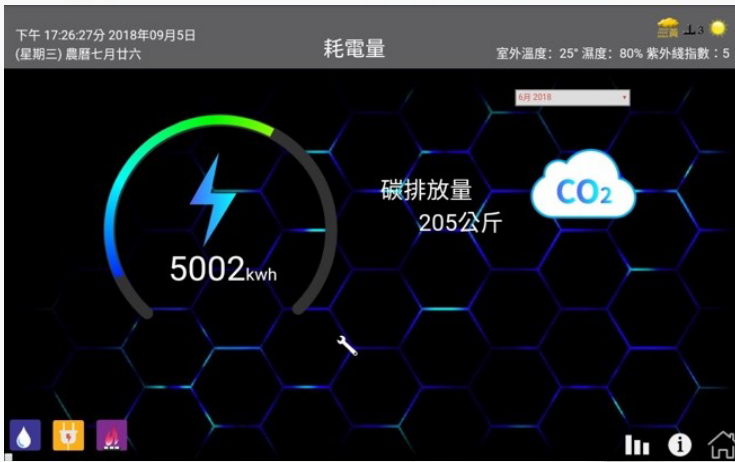 下午 17:26:27分 2018年09月5日
(星期三) 農曆七月廿六
耗電量
室外溫度：25° 濕度：80% 紫外綫指數：5
6月 2018
碳排放量
205公斤
CO2
5002kwh